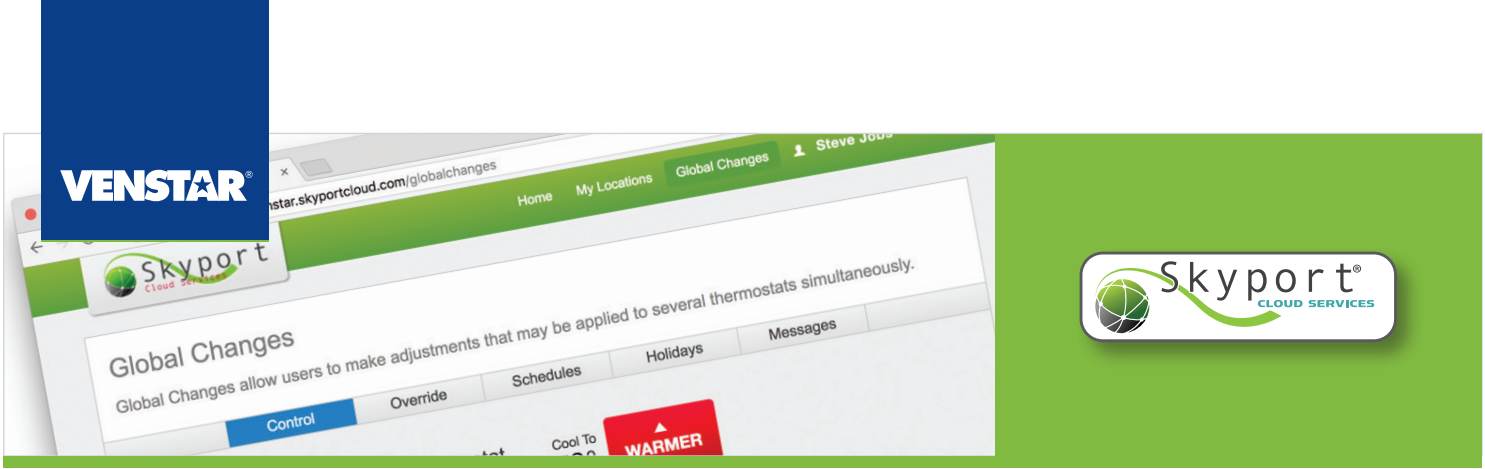 VENSTAR®
nstar.skyportcloud.com/globalchanges
Home My Locations Global Changes Steve Jobs
Skyport
Cloud Services
Global Changes
Global Changes allow users to make adjustments that may be applied to several thermostats simultaneously.
Control Override Schedules Holidays Messages
Cool To
WARMER
Skyport®
CLOUD SERVICES